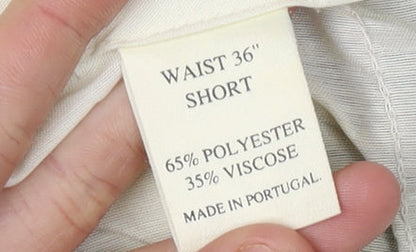 WAIST 36"
SHORT
65% POLYESTER
35% VISCOSE
MADE IN PORTUGAL.